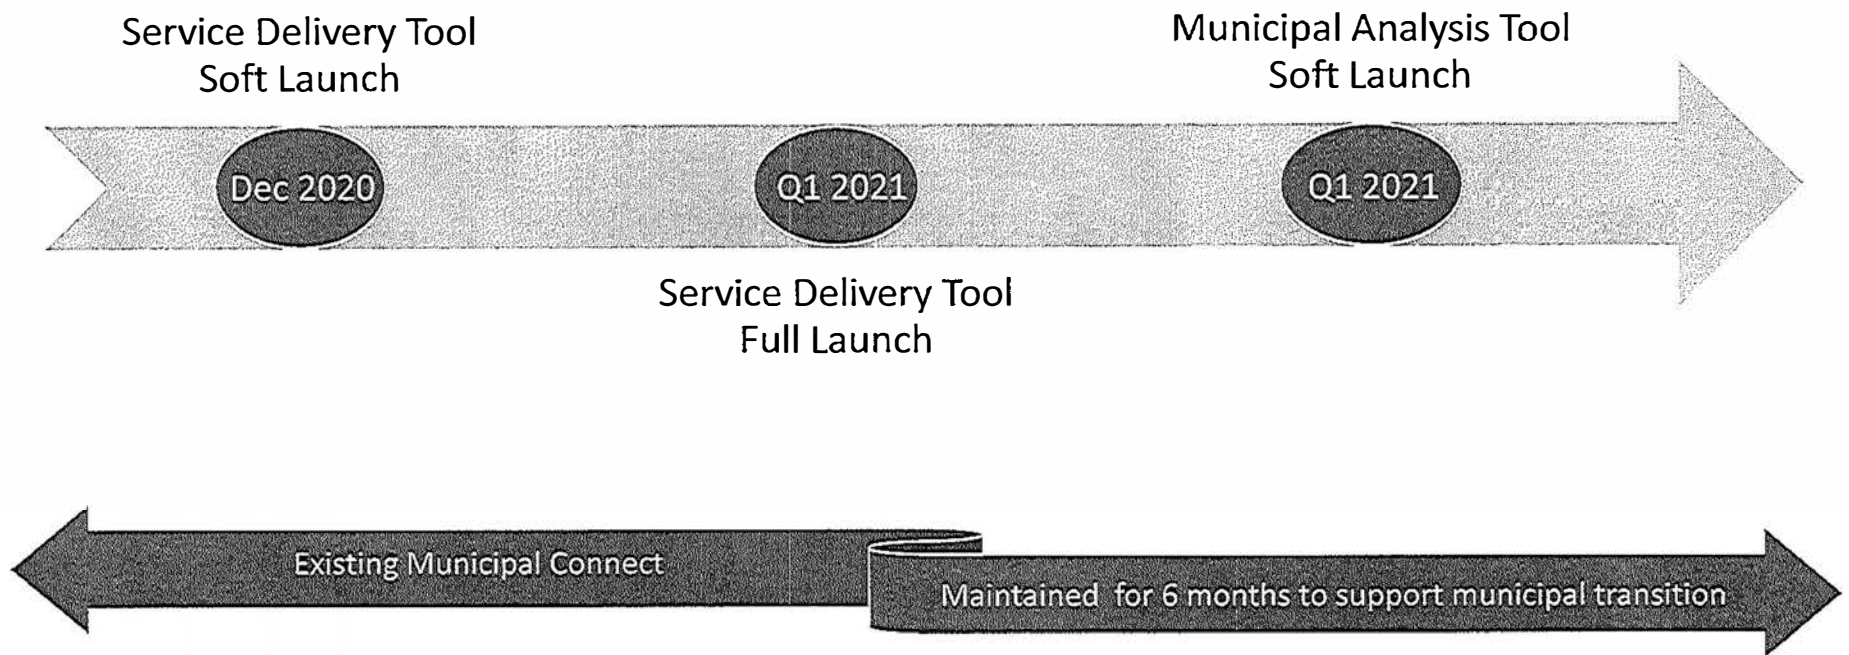 Service Delivery Tool
Soft Launch
Municipal Analysis Tool
Soft Launch
Dec 2020
Q1 2021
Q1 2021
Service Delivery Tool
Full Launch
Existing Municipal Connect
Maintained for 6 months to support municipal transition